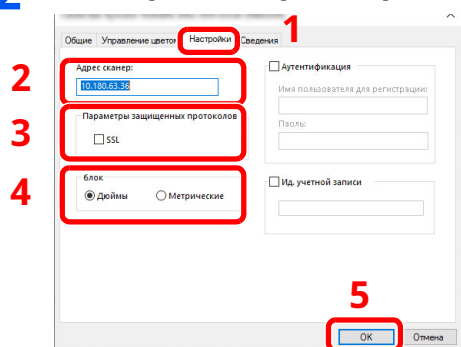 1
Общие Управление цветом Настройки Сведения
2
Адрес сканер:
10.180.63.36
3
Параметры защищенных протоколов
SSL
4
блок
Дюймы Метрические
Аутентификация
Имя пользователя для регистрации:
Пароль:
Ид. учетной записи
5
OK Отмена